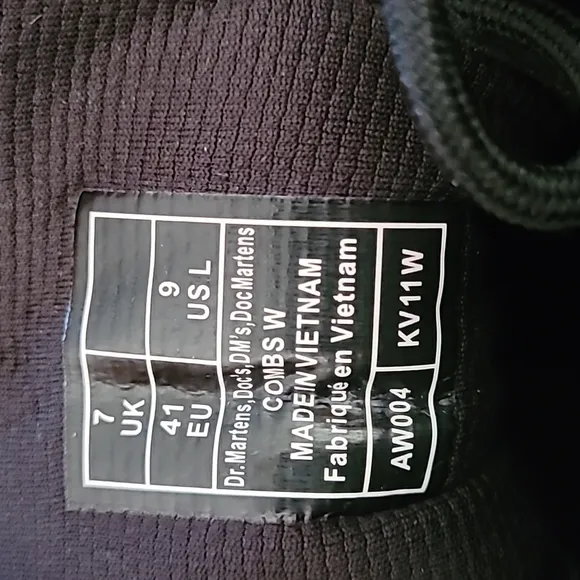 7
UK
41
EU
9
US L
Dr.Martens,Doc's,DM's,DocMartens
COMBS W
MADE IN VIETNAM
Fabriqué en Vietnam
AW004
KV11W